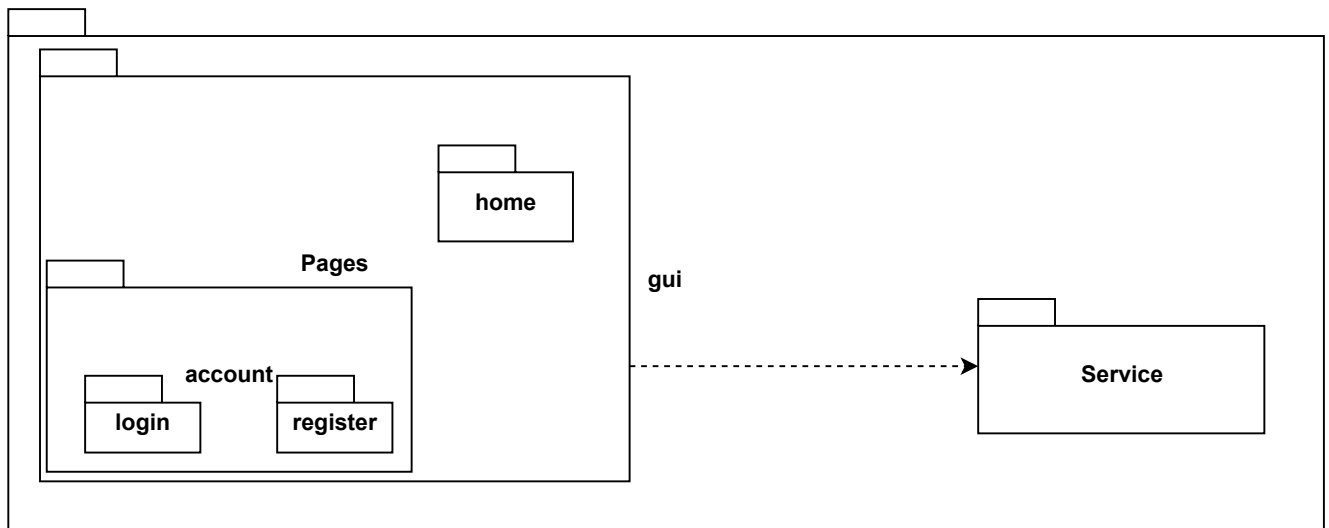 home
Pages
gui
account
Service
login
register